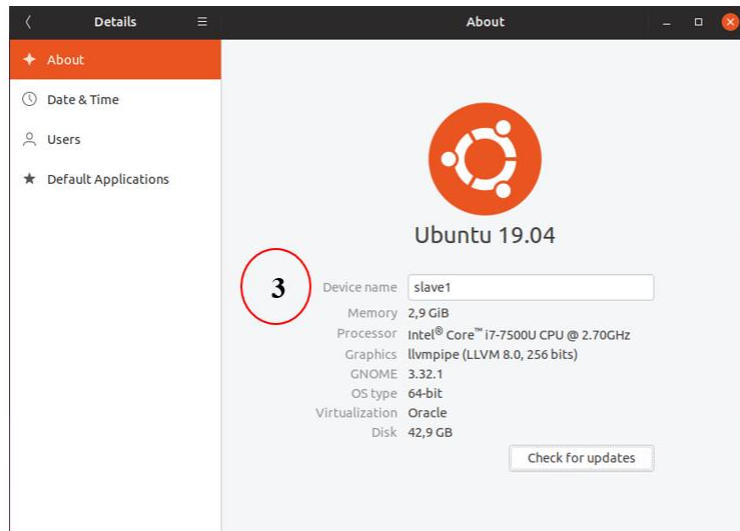 Details
About
About
Date & Time
Users
Default Applications
Ubuntu 19.04
3
Device name slave1
Memory 2,9 GiB
Processor Intel® Core™ i7-7500U CPU @ 2.70GHz
Graphics llvmpipe (LLVM 8.0, 256 bits)
GNOME 3.32.1
OS type 64-bit
Virtualization Oracle
Disk 42,9 GB
Check for updates